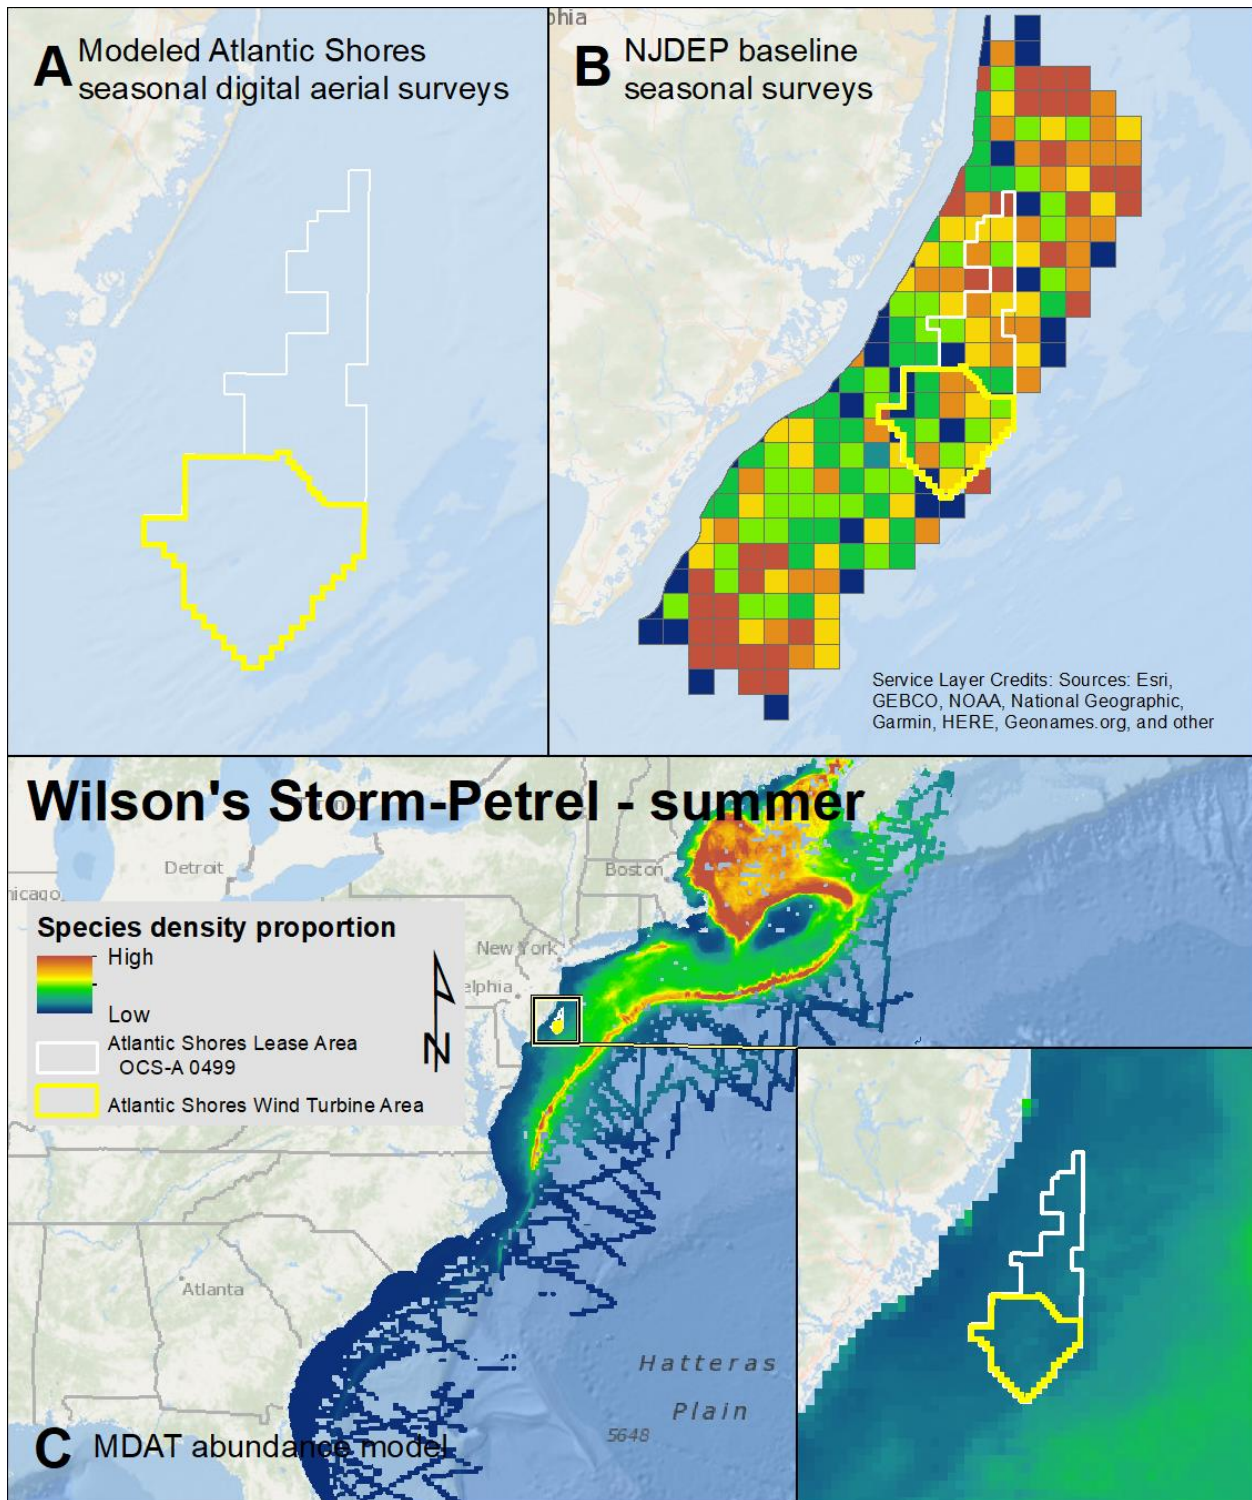 A Modeled Atlantic Shores
seasonal digital aerial surveys
phia
B NJDEP baseline
seasonal surveys
Service Layer Credits: Sources: Esri,
GEBCO, NOAA, National Geographic,
Garmin, HERE, Geonames.org, and other
Wilson's Storm-Petrel - summer
Detroit
Boston
hicago
New York
elphia
Species density proportion
High
Low
Atlantic Shores Lease Area
OCS-A 0499
Atlantic Shores Wind Turbine Area
N
Atlanta
Hatteras
Plain
5648
C MDAT abundance model